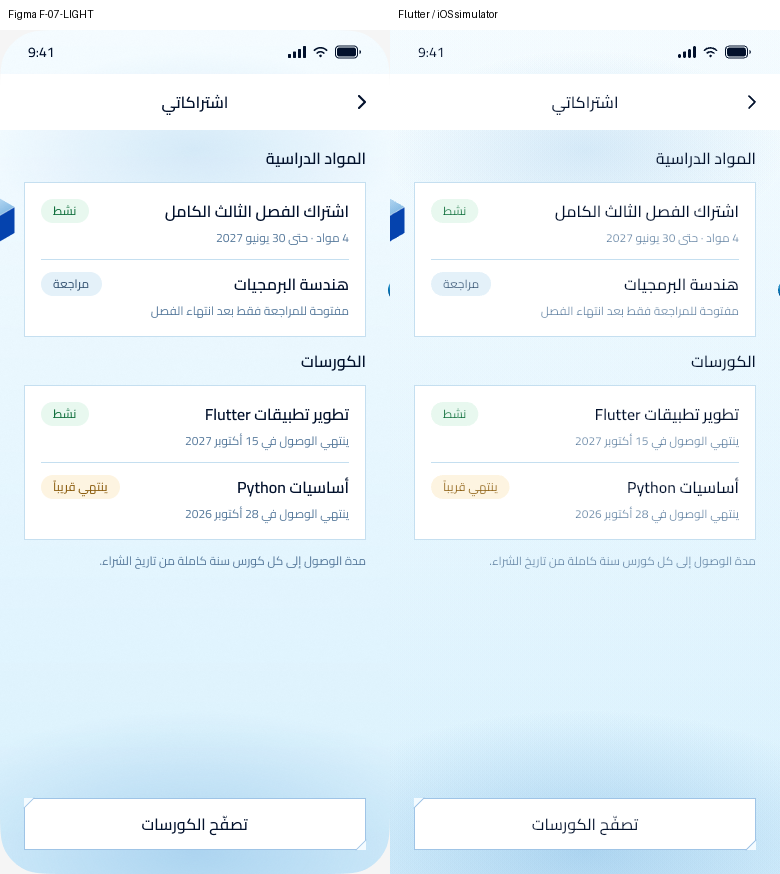 Figma F-07-LIGHT
9:41
اشتراكاتي
المواد الدراسية
اشتراك الفصل الثالث الكامل
نشط
4 مواد · حتى 30 يونيو 2027
هندسة البرمجيات
مراجعة
مفتوحة للمراجعة فقط بعد انتهاء الفصل
الكورسات
تطوير تطبيقات Flutter
نشط
ينتهي الوصول في 15 أكتوبر 2027
أساسيات Python
ينتهي قريباً
ينتهي الوصول في 28 أكتوبر 2026
مدة الوصول إلى كل كورس سنة كاملة من تاريخ الشراء.
تصفّح الكورسات
Flutter / iOS simulator
9:41
اشتراكاتي
المواد الدراسية
اشتراك الفصل الثالث الكامل
نشط
4 مواد · حتى 30 يونيو 2027
هندسة البرمجيات
مراجعة
مفتوحة للمراجعة فقط بعد انتهاء الفصل
الكورسات
تطوير تطبيقات Flutter
نشط
ينتهي الوصول في 15 أكتوبر 2027
أساسيات Python
ينتهي قريباً
ينتهي الوصول في 28 أكتوبر 2026
مدة الوصول إلى كل كورس سنة كاملة من تاريخ الشراء.
تصفّح الكورسات